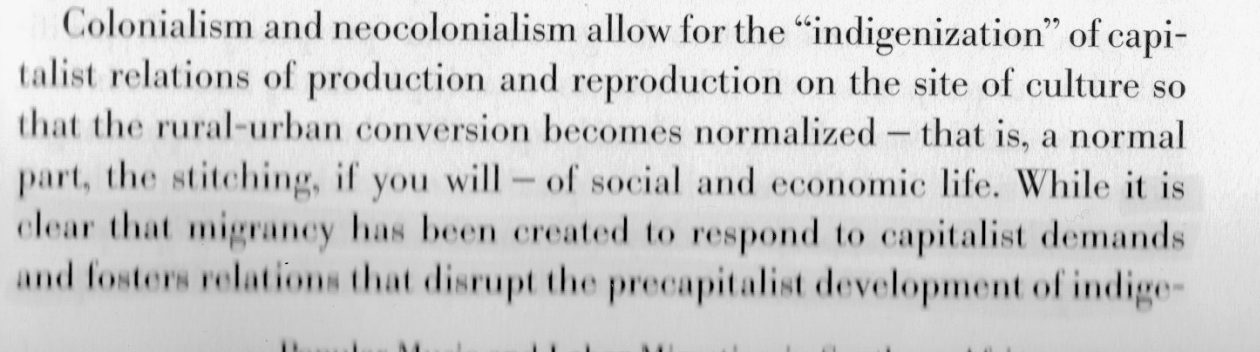 Colonialism and neocolonialism allow for the “indigenization” of capi-
talist relations of production and reproduction on the site of culture so
that the rural-urban conversion becomes normalized – that is, a normal
part, the stitching, if you will – of social and economic life. While it is
clear that migrancy has been created to respond to capitalist demands
and fosters relations that disrupt the precapitalist development of indige-